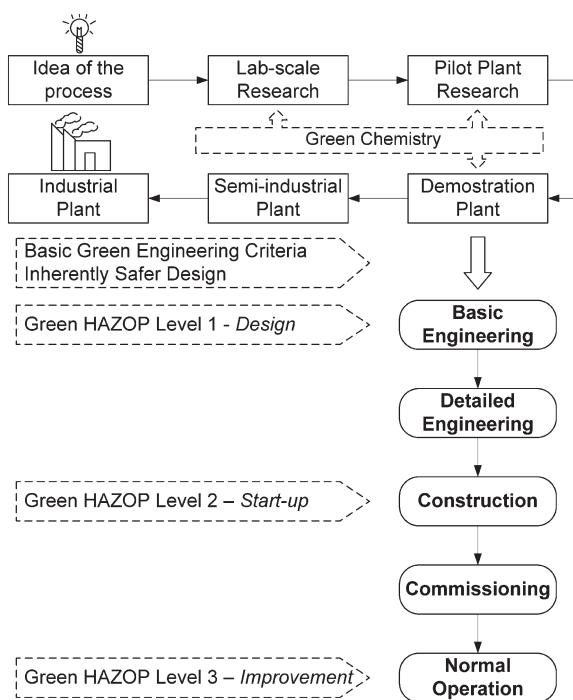 Idea of the
process
Lab-scale
Research
Pilot Plant
Research
Green Chemistry
Industrial
Plant
Semi-industrial
Plant
Demostration
Plant
Basic Green Engineering Criteria
Inherently Safer Design
Green HAZOP Level 1 - Design
Basic
Engineering
Detailed
Engineering
Green HAZOP Level 2 – Start-up
Construction
Commissioning
Green HAZOP Level 3 – Improvement
Normal
Operation